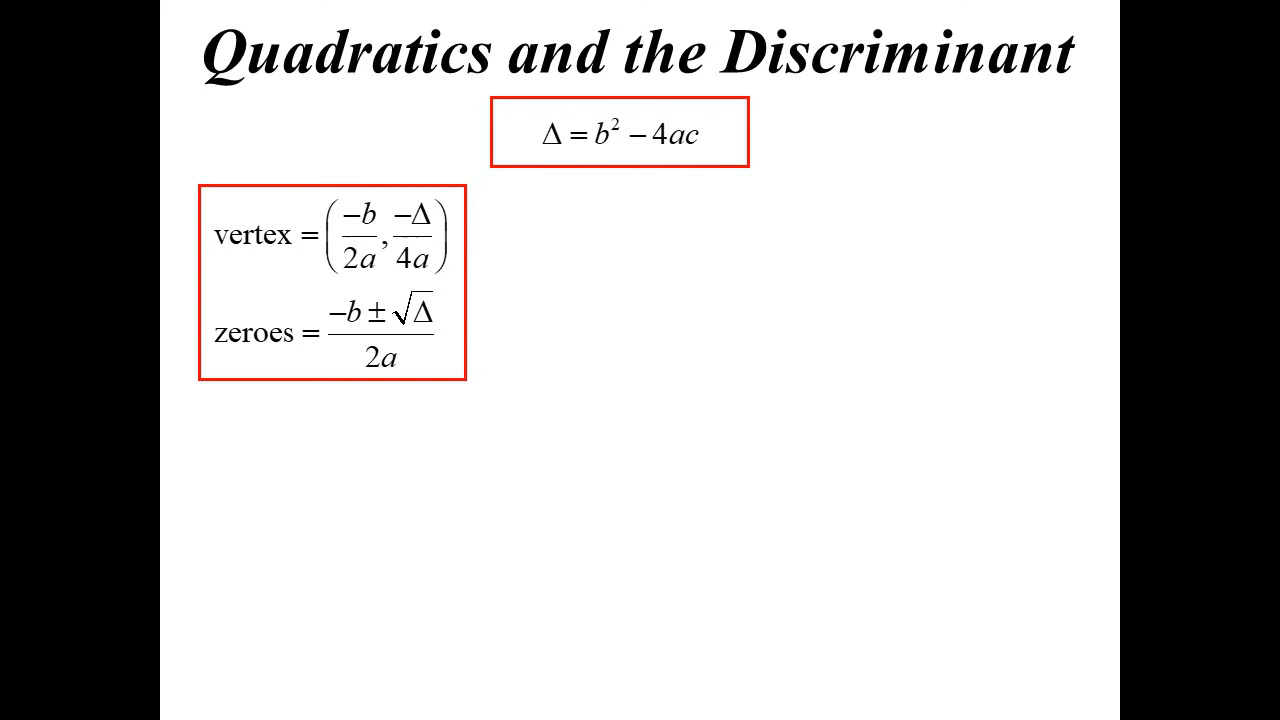 Quadratics and the Discriminant
Δ = b² − 4ac
vertex = (−b/2a, −Δ/4a)
zeroes = (−b ± √Δ)/2a